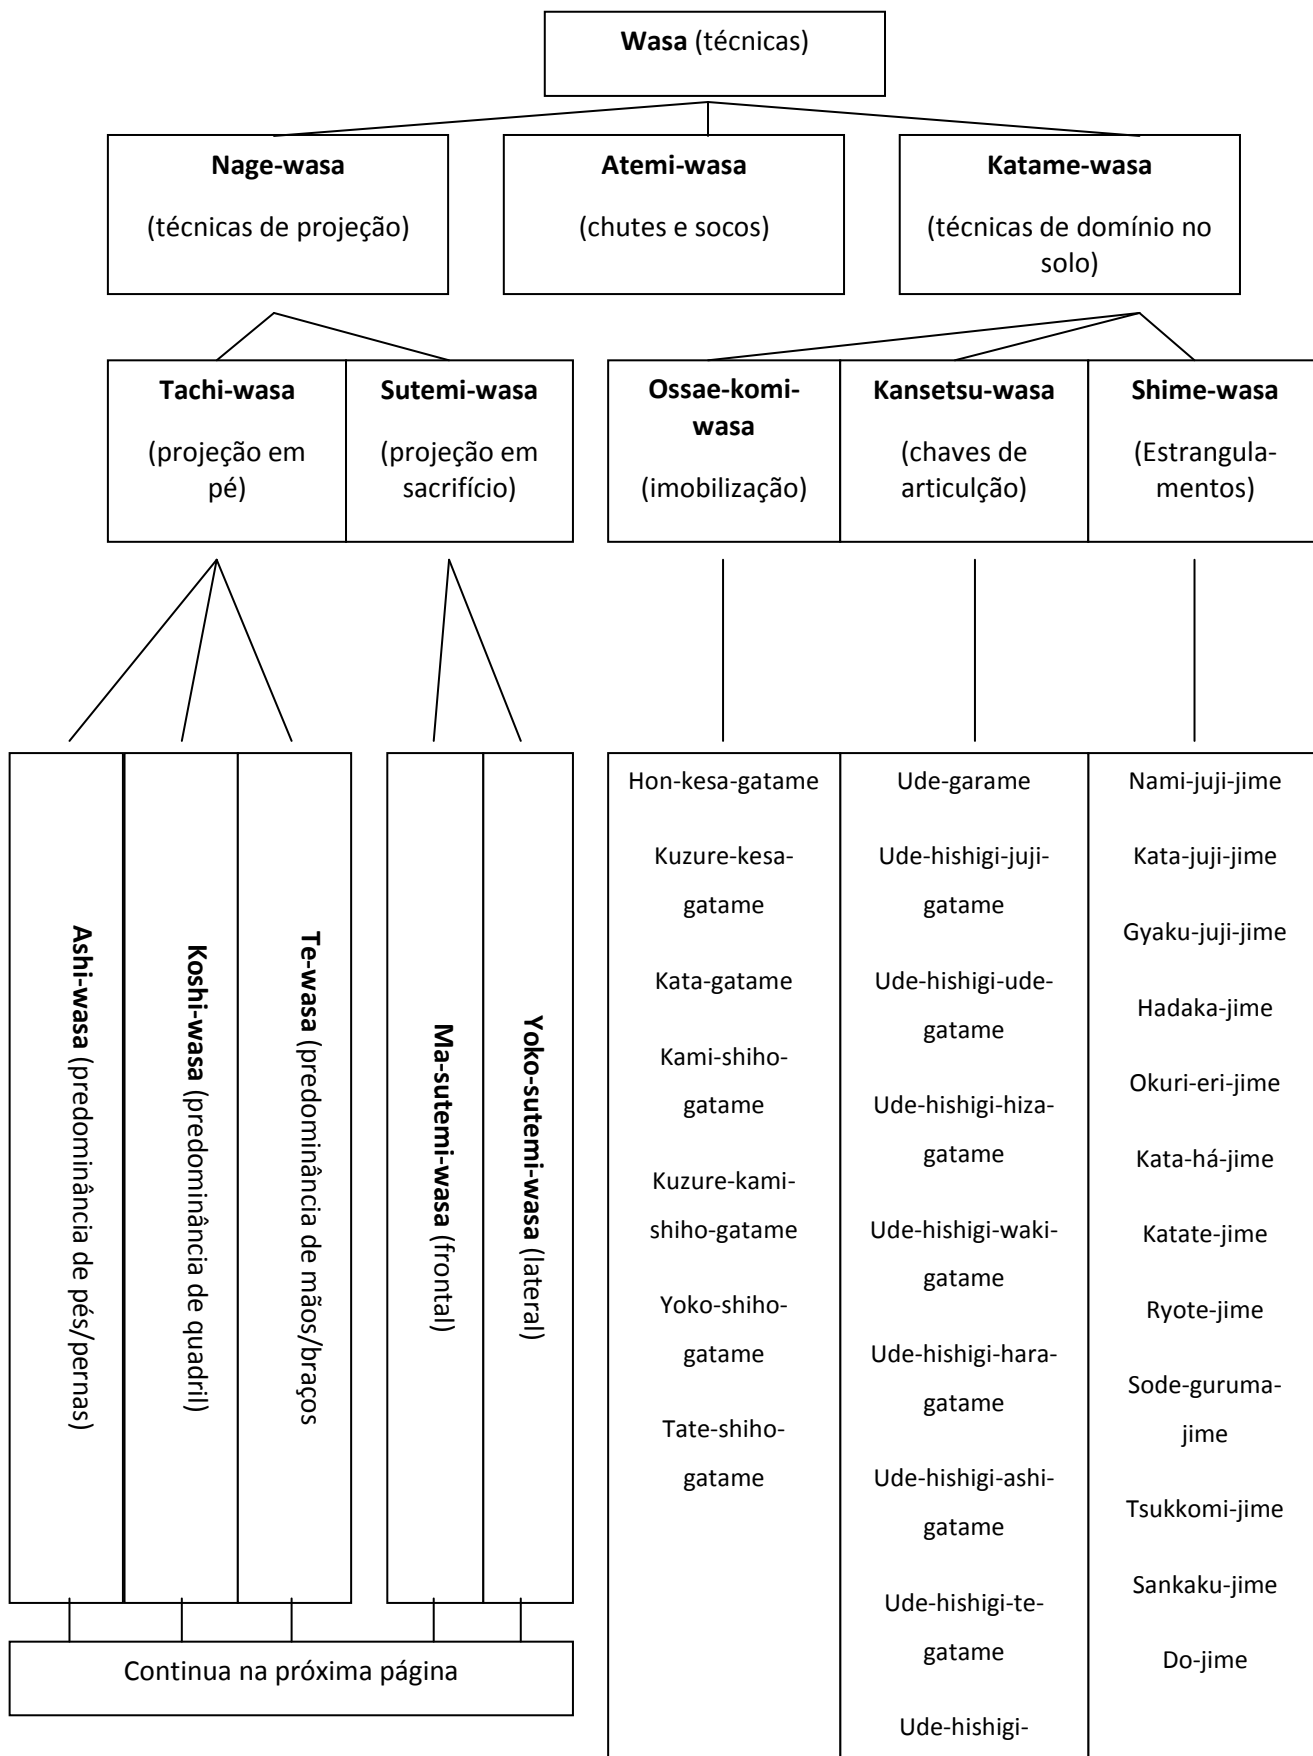 Wasa (técnicas)
Nage-wasa
(técnicas de projeção)
Atemi-wasa
(chutes e socos)
Katame-wasa
(técnicas de domínio no
solo)
Tachi-wasa
(projeção em
pé)
Sutemi-wasa
(projeção em
sacrifício)
Ossae-komi-
wasa
(imobilização)
Kansetsu-wasa
(chaves de
articulção)
Shime-wasa
(Estrangula-
mentos)
Ashi-wasa (predominância de pés/pernas)
Koshi-wasa (predominância de quadril)
Te-wasa (predominância de mãos/braços
Ma-sutemi-wasa (frontal)
Yoko-sutemi-wasa (lateral)
Continua na próxima página
Hon-kesa-gatame
Kuzure-kesa-
gatame
Kata-gatame
Kami-shiho-
gatame
Kuzure-kami-
shiho-gatame
Yoko-shiho-
gatame
Tate-shiho-
gatame
Ude-garame
Ude-hishigi-juji-
gatame
Ude-hishigi-ude-
gatame
Ude-hishigi-hiza-
gatame
Ude-hishigi-waki-
gatame
Ude-hishigi-hara-
gatame
Ude-hishigi-ashi-
gatame
Ude-hishigi-te-
gatame
Ude-hishigi-
Nami-juji-jime
Kata-juji-jime
Gyaku-juji-jime
Hadaka-jime
Okuri-eri-jime
Kata-há-jime
Katate-jime
Ryote-jime
Sode-guruma-
jime
Tsukkomi-jime
Sankaku-jime
Do-jime